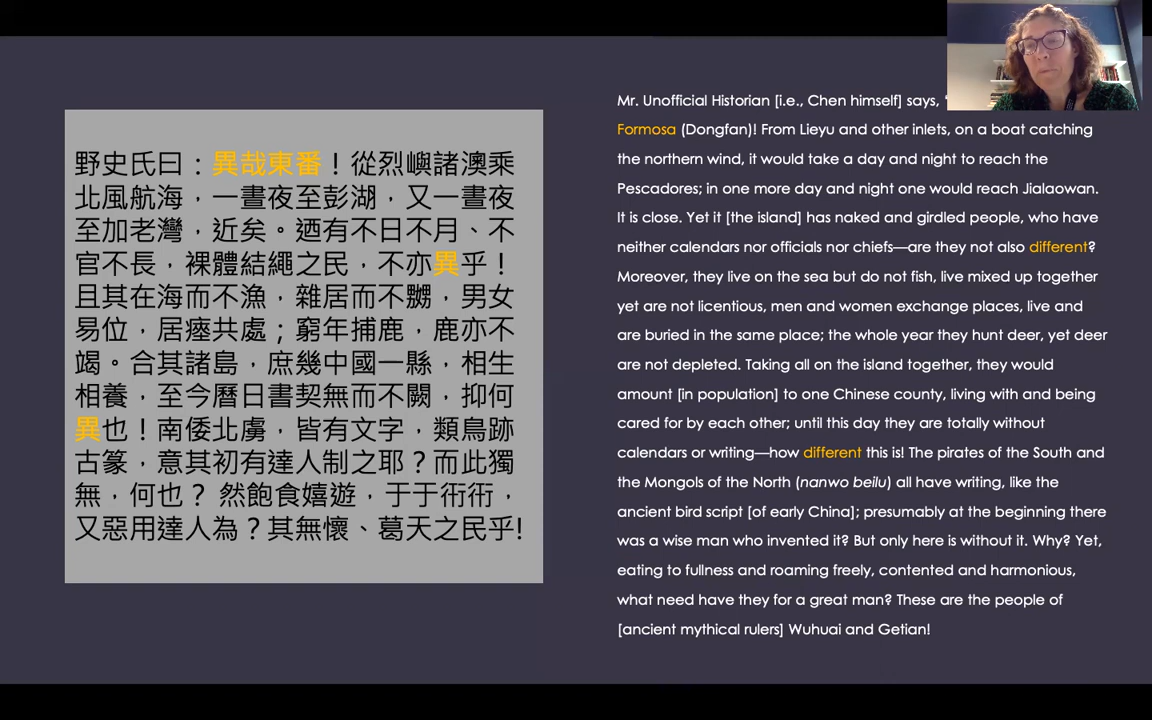 野史氏曰：異哉東番！從烈嶼諸澳乘
北風航海，一晝夜至彭湖，又一晝夜
至加老灣，近矣。迺有不日不月、不
官不長，裸體結繩之民，不亦異乎！
且其在海而不漁，雜居而不嬲，男女
易位，居瘞共處；窮年捕鹿，鹿亦不
竭。合其諸島，庶幾中國一縣，相生
相養，至今曆日書契無而不闕，抑何
異也！南倭北虜，皆有文字，類鳥跡
古篆，意其初有達人制之耶？而此獨
無，何也？ 然飽食嬉遊，于于衎衎，
又惡用達人為？其無懷、葛天之民乎!
Mr. Unofficial Historian [i.e., Chen himself] says,
Formosa (Dongfan)! From Lieyu and other inlets, on a boat catching
the northern wind, it would take a day and night to reach the
Pescadores; in one more day and night one would reach Jialaowan.
It is close. Yet it [the island] has naked and girdled people, who have
neither calendars nor officials nor chiefs—are they not also different?
Moreover, they live on the sea but do not fish, live mixed up together
yet are not licentious, men and women exchange places, live and
are buried in the same place; the whole year they hunt deer, yet deer
are not depleted. Taking all on the island together, they would
amount [in population] to one Chinese county, living with and being
cared for by each other; until this day they are totally without
calendars or writing—how different this is! The pirates of the South and
the Mongols of the North (nanwo beilu) all have writing, like the
ancient bird script [of early China]; presumably at the beginning there
was a wise man who invented it? But only here is without it. Why? Yet,
eating to fullness and roaming freely, contented and harmonious,
what need have they for a great man? These are the people of
[ancient mythical rulers] Wuhuai and Getian!